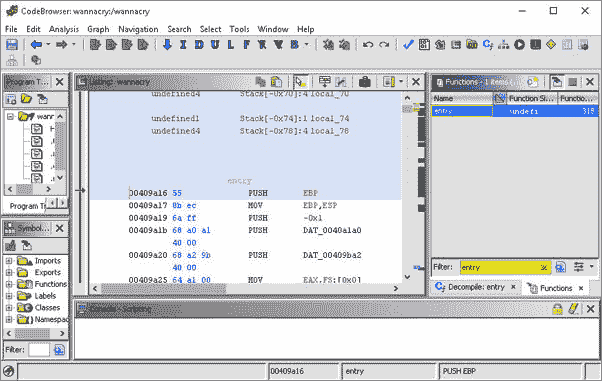 CodeBrowser: wannacry:/wannacry
File Edit Analysis Graph Navigation Search Select Tools Window Help
I D U L F T V B
Program T...
wann
Program Tr
Symbol...
Imports
Exports
Functions
Labels
Classes
Namespac
Filter:
Listing: wannacry
undefined4 Stack[-0x70]:4 local_70
undefined1 Stack[-0x74]:1 local_74
undefined4 Stack[-0x78]:4 local_78
entry
00409a16 55 PUSH EBP
00409a17 8b ec MOV EBP,ESP
00409a19 6a ff PUSH -0x1
00409a1b 68 a0 a1 PUSH DAT_0040a1a0
40 00
00409a20 68 a2 9b PUSH DAT_00409ba2
40 00
00409a25 64 a1 00 MOV EAX,FS:[0x0]
Functions - 1 items
Name Function Si... Functio...
entry undefi 315
Filter: entry
Decompile: entry Functions
Console - Scripting
00409a16 entry PUSH EBP